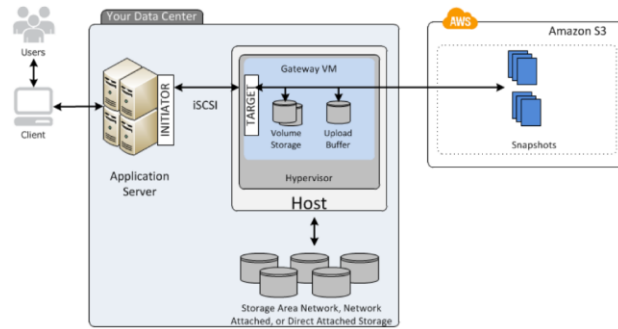 Your Data Center
Users
Client
Application
Server
INITIATOR
iSCSI
TARGET
Gateway VM
Volume
Storage
Upload
Buffer
Hypervisor
Host
Storage Area Network, Network
Attached, or Direct Attached Storage
AWS
Amazon S3
Snapshots